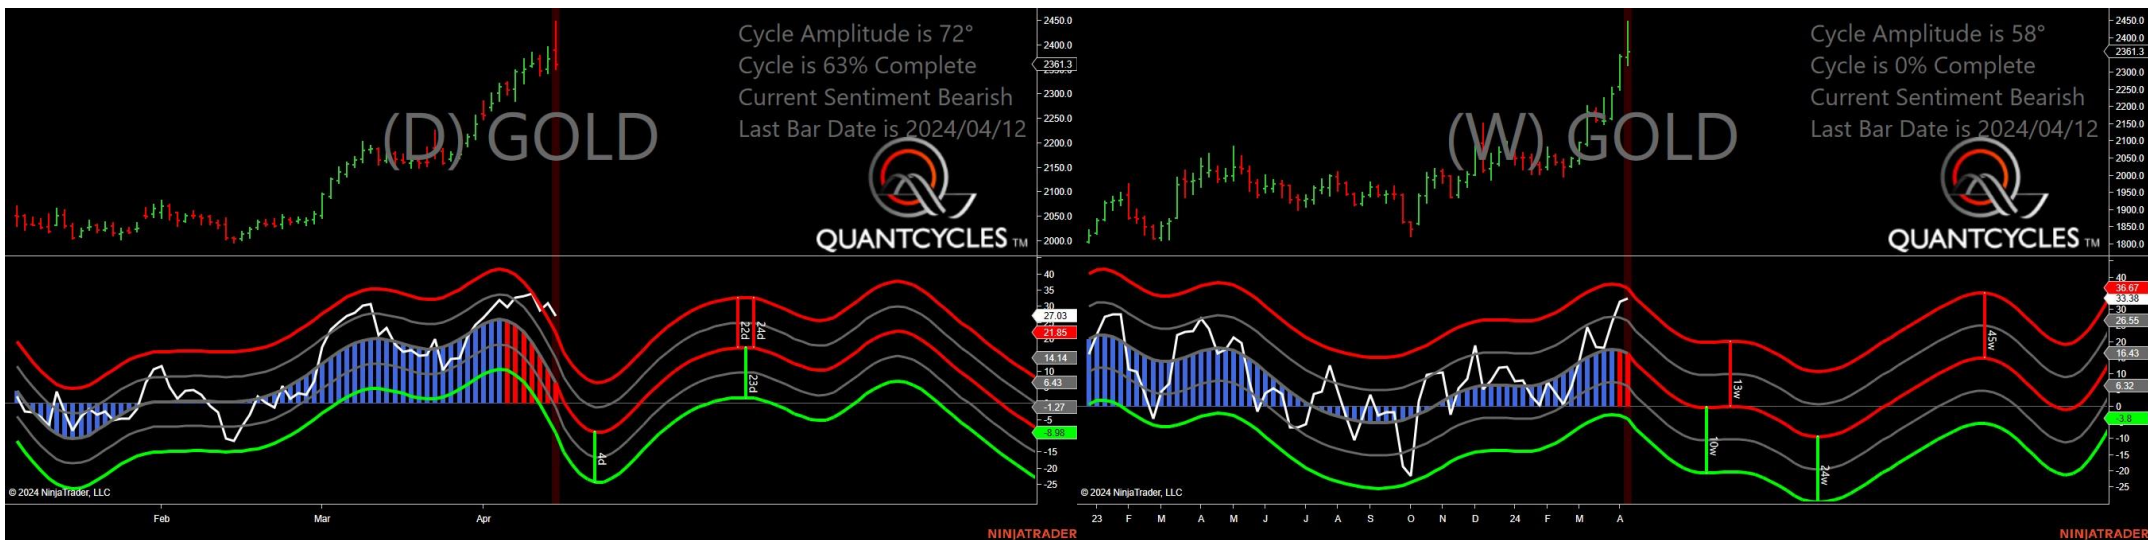 Cycle Amplitude is 72°
Cycle is 63% Complete
Current Sentiment Bearish
Last Bar Date is 2024/04/12
(D) GOLD
QUANTCYCLES TM
2450.0
2400.0
2361.3
2300.0
2250.0
2200.0
2150.0
2100.0
2050.0
2000.0
40
35
30
27.03
21.85
14.14
10
6.43
-1.27
-5
-8.98
-15
-20
-25
22d
24d
23d
4d
© 2024 NinjaTrader, LLC
Feb
Mar
Apr
NINJATRADER
Cycle Amplitude is 58°
Cycle is 0% Complete
Current Sentiment Bearish
Last Bar Date is 2024/04/12
(W) GOLD
QUANTCYCLES TM
2450.0
2400.0
2361.3
2300.0
2250.0
2200.0
2150.0
2100.0
2050.0
2000.0
1950.0
1900.0
1850.0
1800.0
40
36.67
33.38
30
26.55
20
16.43
10
6.32
0
-3.8
-10
-15
-20
-25
13w
10w
24w
45w
© 2024 NinjaTrader, LLC
23 F M A M J J A S O N D 24 F M A
NINJATRADER